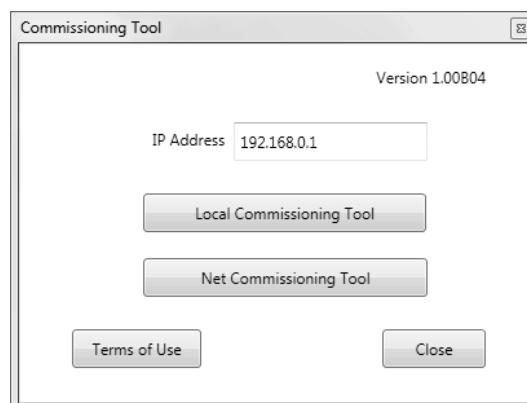 Commissioning Tool
Version 1.00B04
IP Address 192.168.0.1
Local Commissioning Tool
Net Commissioning Tool
Terms of Use Close